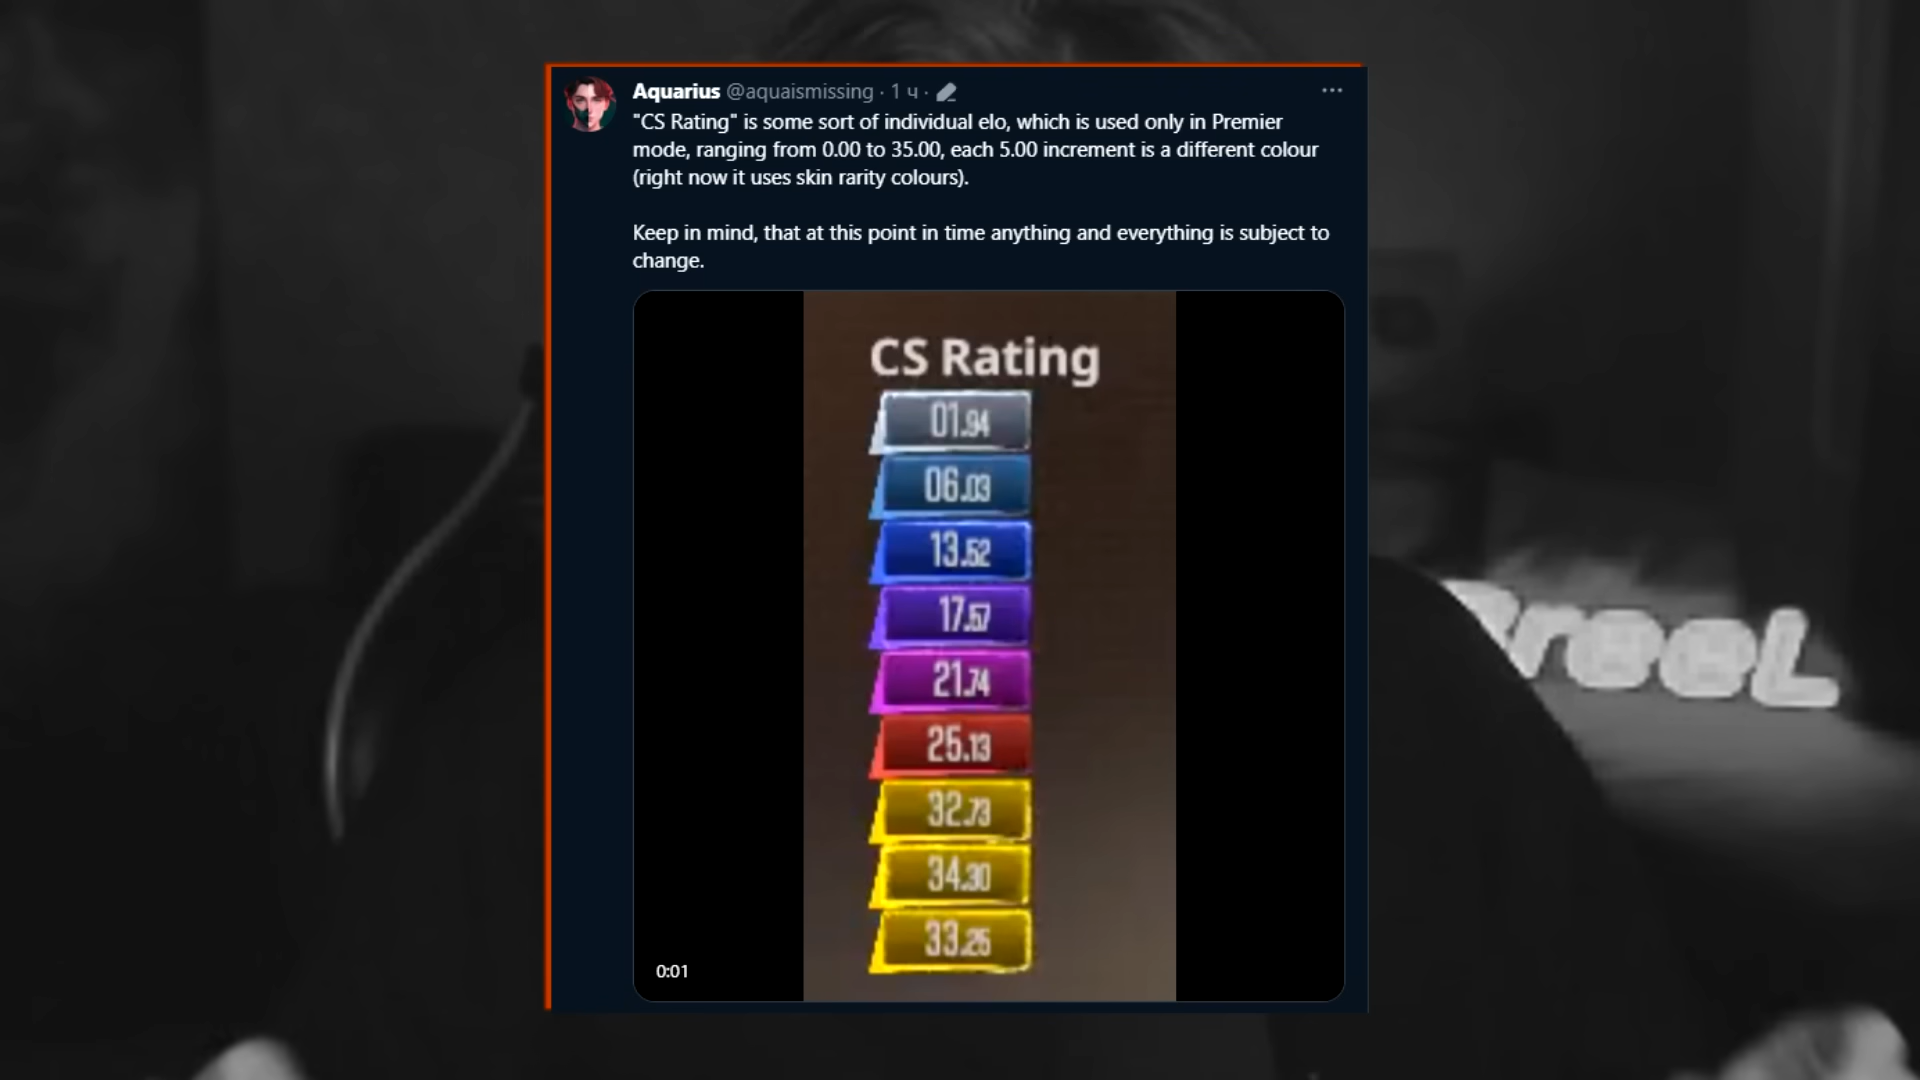 Aquarius @aquaismissing · 1 ч ·
"CS Rating" is some sort of individual elo, which is used only in Premier
mode, ranging from 0.00 to 35.00, each 5.00 increment is a different colour
(right now it uses skin rarity colours).
Keep in mind, that at this point in time anything and everything is subject to
change.
CS Rating
01.94
06.03
13.52
17.57
21.74
25.13
32.73
34.30
33.25
0:01